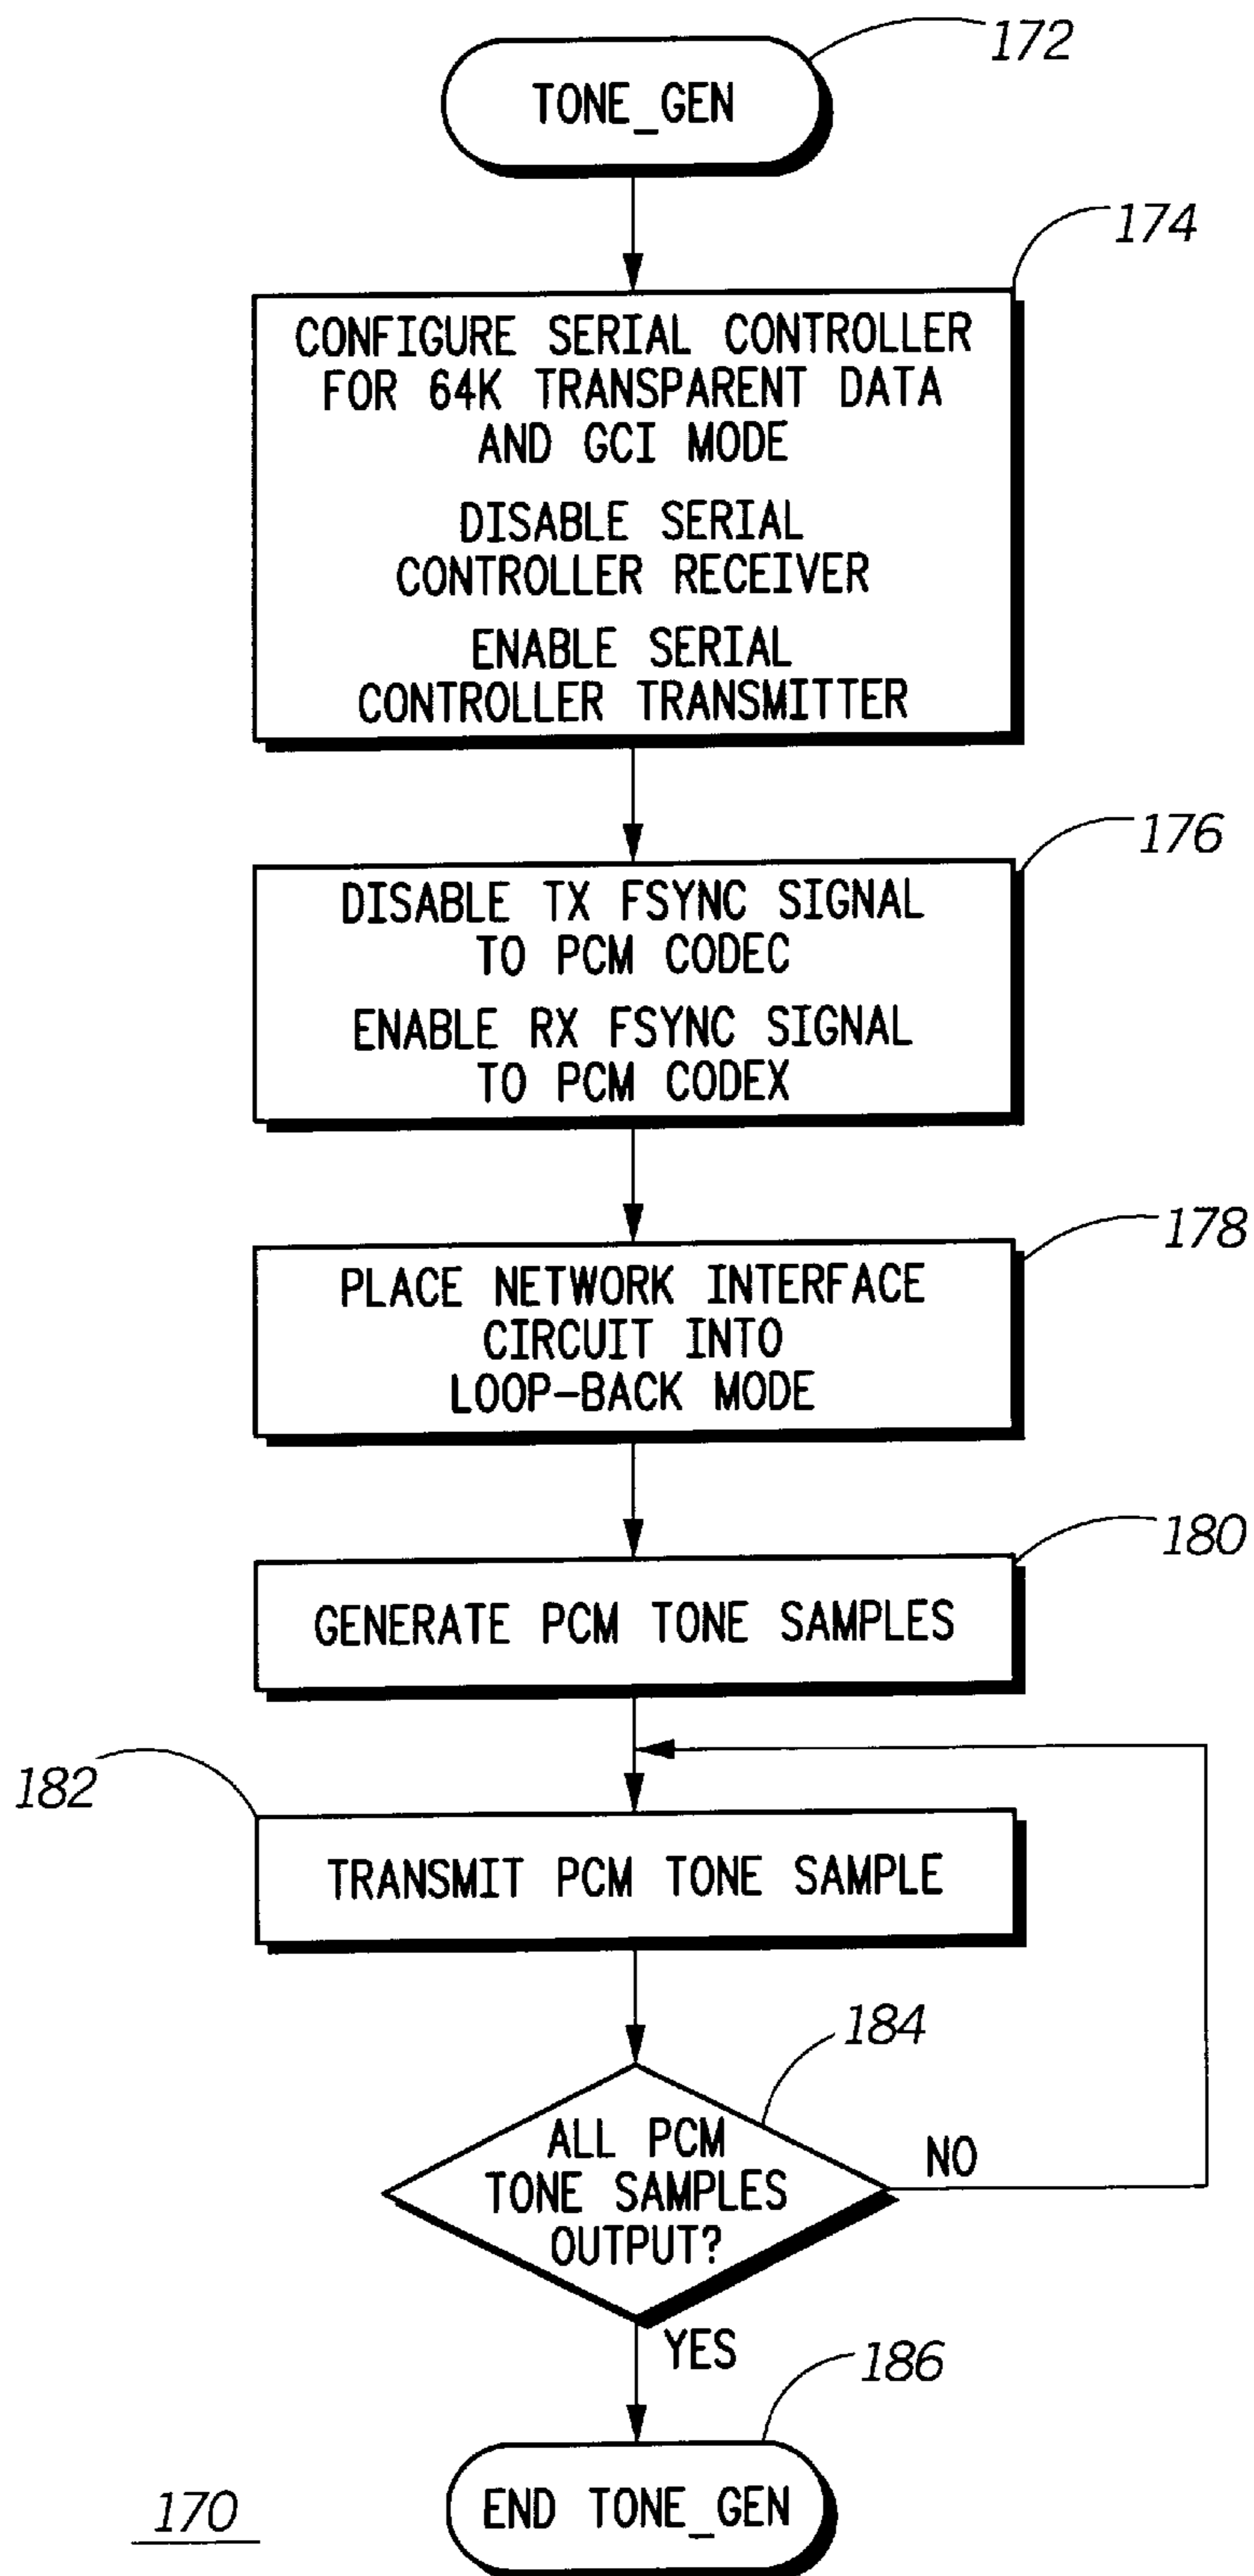 172
TONE_GEN
174
CONFIGURE SERIAL CONTROLLER
FOR 64K TRANSPARENT DATA
AND GCI MODE
DISABLE SERIAL
CONTROLLER RECEIVER
ENABLE SERIAL
CONTROLLER TRANSMITTER
176
DISABLE TX FSYNC SIGNAL
TO PCM CODEC
ENABLE RX FSYNC SIGNAL
TO PCM CODEX
178
PLACE NETWORK INTERFACE
CIRCUIT INTO
LOOP-BACK MODE
180
GENERATE PCM TONE SAMPLES
182
TRANSMIT PCM TONE SAMPLE
184
ALL PCM
TONE SAMPLES
OUTPUT?
NO
YES
186
END TONE_GEN
170